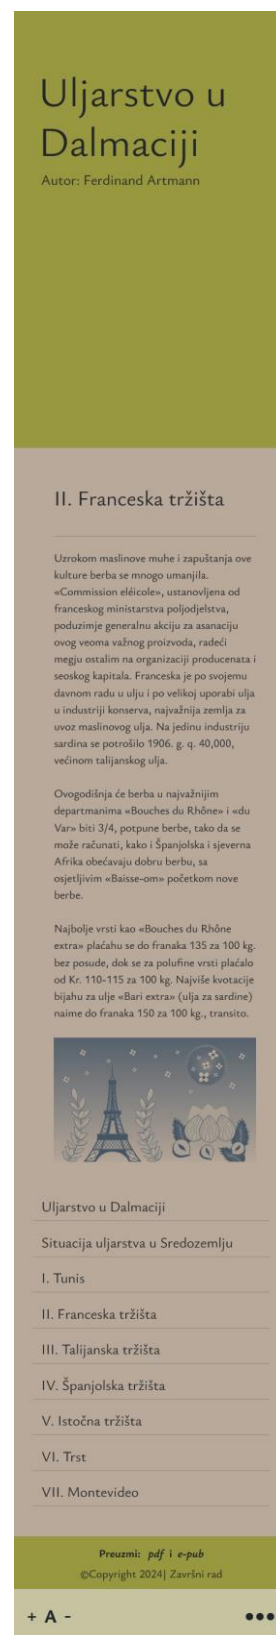 Uljarstvo u
Dalmaciji
Autor: Ferdinand Artmann
II. Franceska tržišta
Uzrokom maslinove muhe i zapuštanja ove
kulture berba se mnogo umanjila.
«Commission eléicole», ustanovljena od
franceskog ministarstva poljodjelstva,
poduzimje generalnu akciju za asanaciju
ovog veoma važnog proizvoda, radeći
megju ostalim na organizaciji producenata i
seoskog kapitala. Franceska je po svojemu
davnom radu u ulju i po velikoj uporabi ulja
u industriji konserva, najvažnija zemlja za
uvoz maslinovog ulja. Na jedinu industriju
sardina se potrošilo 1906. g. q. 40,000,
većinom talijanskog ulja.
Ovogodišnja će berba u najvažnijim
departmanima «Bouches du Rhône» i «du
Var» biti 3/4, potpune berbe, tako da se
može računati, kako i Španjolska i sjeverna
Afrika obećavaju dobru berbu, sa
osjetljivim «Baisse-om» početkom nove
berbe.
Najbolje vrsti kao «Bouches du Rhône
extra» plaćahu se do franaka 135 za 100 kg.
bez posude, dok se za polufine vrsti plaćalo
od Kr. 110-115 za 100 kg. Najviše kvotacije
bijahu za ulje «Bari extra» (ulja za sardine)
naime do franaka 150 za 100 kg., transito.
Uljarstvo u Dalmaciji
Situacija uljarstva u Sredozemlju
I. Tunis
II. Franceska tržišta
III. Talijanska tržišta
IV. Španjolska tržišta
V. Istočna tržišta
VI. Trst
VII. Montevideo
Preuzmi: pdf i e-pub
©Copyright 2024| Završni rad
+ A -